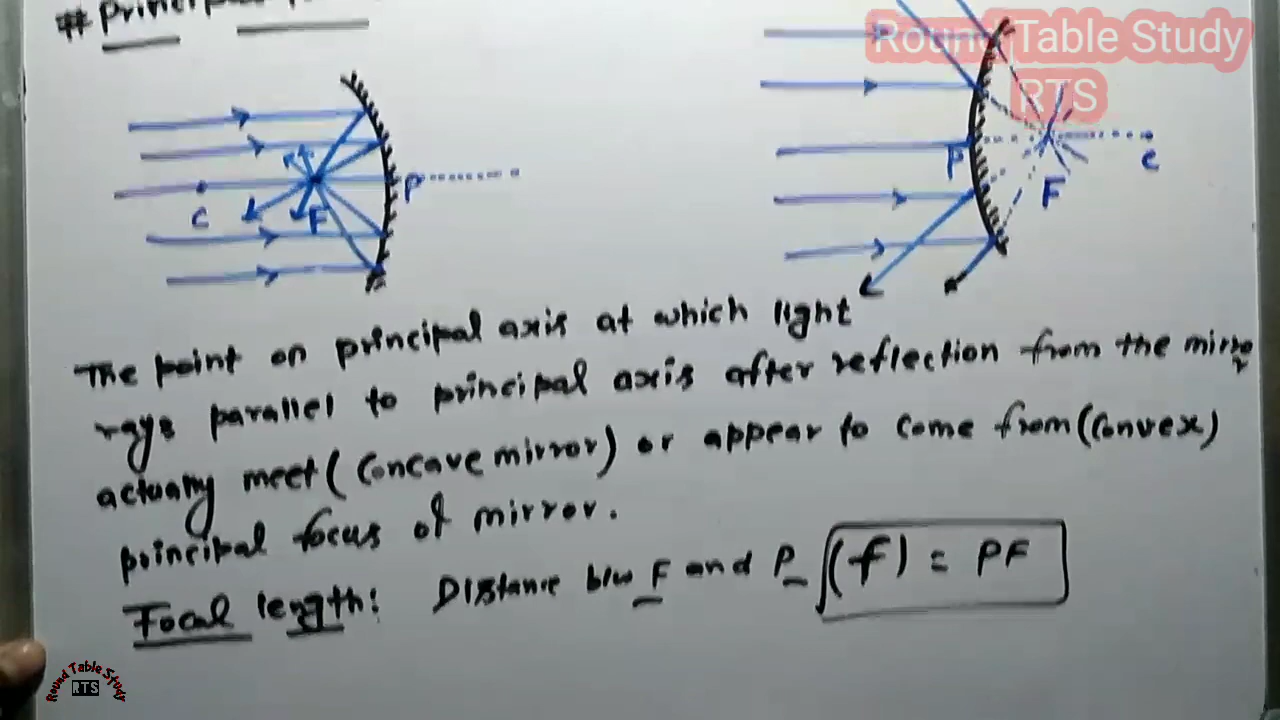 # Principal
Round Table Study
RTS
P
C
F
P
F
C
The point on principal axis at which light
rays parallel to principal axis after reflection from the mirror
actually meet (Concave mirror) or appear to come from (Convex)
principal focus of mirror.
Focal length: Distance b/w F and P (f) = PF
Round Table Study
RTS